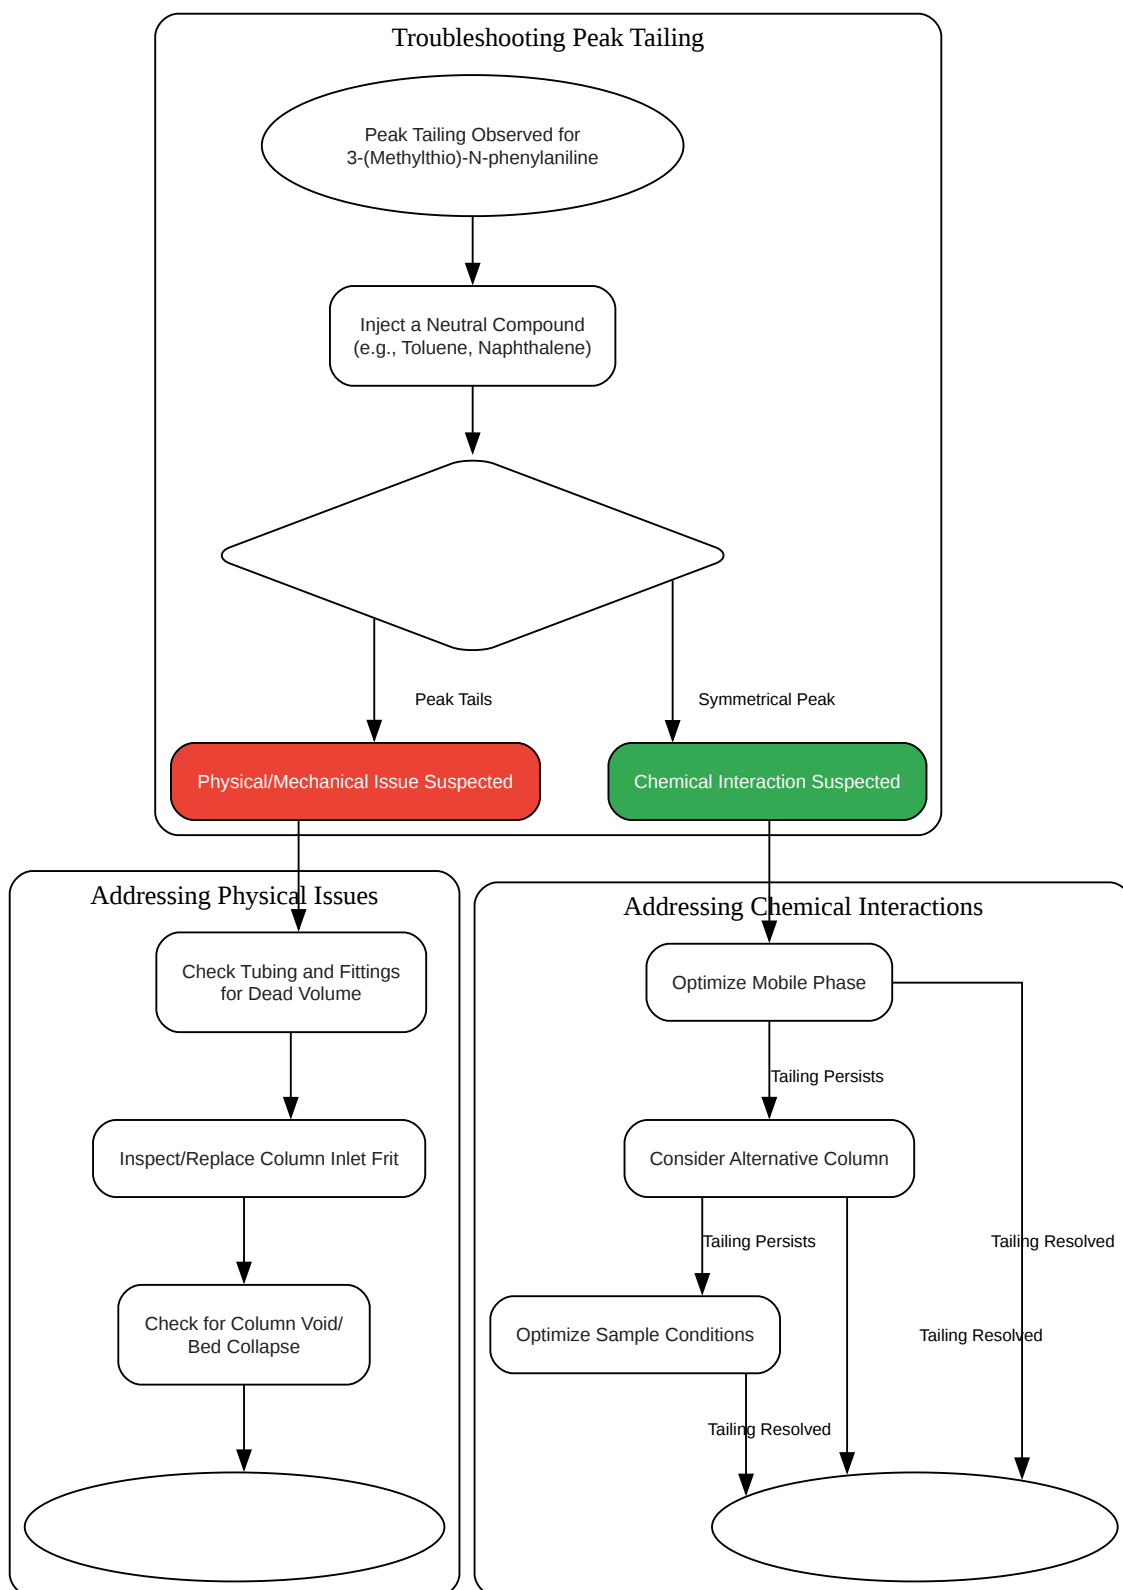 Troubleshooting Peak Tailing
Peak Tailing Observed for
3-(Methylthio)-N-phenylaniline
Inject a Neutral Compound
(e.g., Toluene, Naphthalene)
Peak Tails
Symmetrical Peak
Physical/Mechanical Issue Suspected
Chemical Interaction Suspected
Addressing Physical Issues
Check Tubing and Fittings
for Dead Volume
Inspect/Replace Column Inlet Frit
Check for Column Void/
Bed Collapse
Addressing Chemical Interactions
Optimize Mobile Phase
Tailing Persists
Consider Alternative Column
Tailing Persists
Tailing Resolved
Optimize Sample Conditions
Tailing Resolved
Tailing Resolved